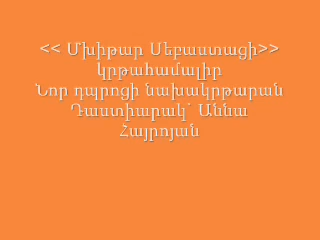 << Մխիթար Սեբաստացի>>
կրթահամալիր
Նոր դպրոցի նախակրթարան
Դաստիարակ՝ Աննա
Հայրոյան